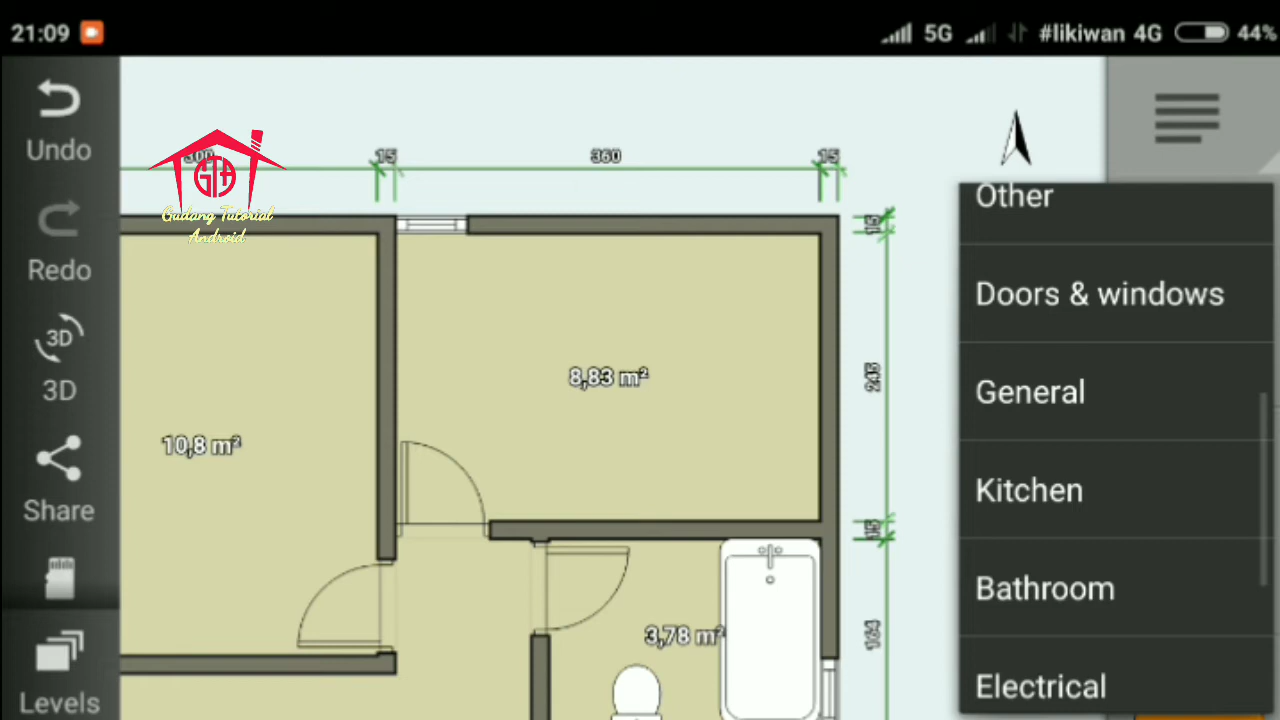 21:09
5G
#likiwan 4G
44%
Undo
Redo
3D
3D
Share
Levels
300
15
360
15
Gudang Tutorial
Android
GTA
15
245
15
164
8,83 m²
10,8 m²
3,78 m²
Other
Doors & windows
General
Kitchen
Bathroom
Electrical